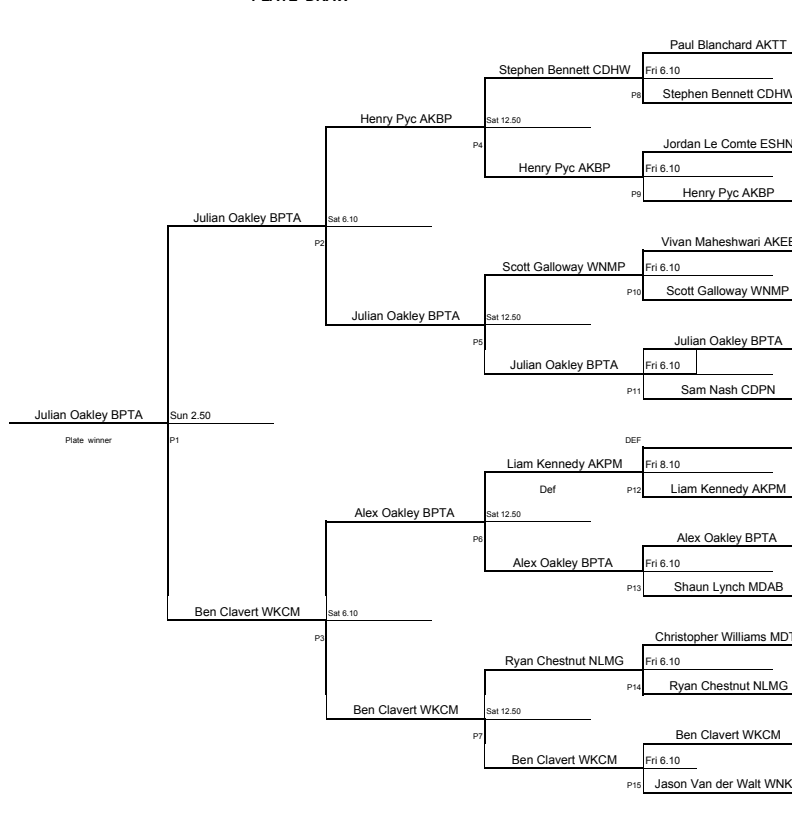 PLATE DRAW
Paul Blanchard AKTT
Stephen Bennett CDHW Fri 6.10
P8 Stephen Bennett CDHW
Henry Pyc AKBP Sat 12.50
P4 Jordan Le Comte ESHN
Henry Pyc AKBP Fri 6.10
P9 Henry Pyc AKBP
Julian Oakley BPTA Sat 6.10
P2 Vivan Maheshwari AKEB
Scott Galloway WNMP Fri 6.10
P10 Scott Galloway WNMP
Julian Oakley BPTA Sat 12.50
P5 Julian Oakley BPTA
Julian Oakley BPTA Fri 6.10
P11 Sam Nash CDPN
Julian Oakley BPTA Sun 2.50
Plate winner P1 DEF
Liam Kennedy AKPM Fri 8.10
Def P12 Liam Kennedy AKPM
Alex Oakley BPTA Sat 12.50
P6 Alex Oakley BPTA
Alex Oakley BPTA Fri 6.10
P13 Shaun Lynch MDAB
Ben Clavert WKCM Sat 6.10
P3 Christopher Williams
Ryan Chestnut NLMG Fri 6.10
P14 Ryan Chestnut NLMG
Ben Clavert WKCM Sat 12.50
P7 Ben Clavert WKCM
Ben Clavert WKCM Fri 6.10
P15 Jason Van der Walt